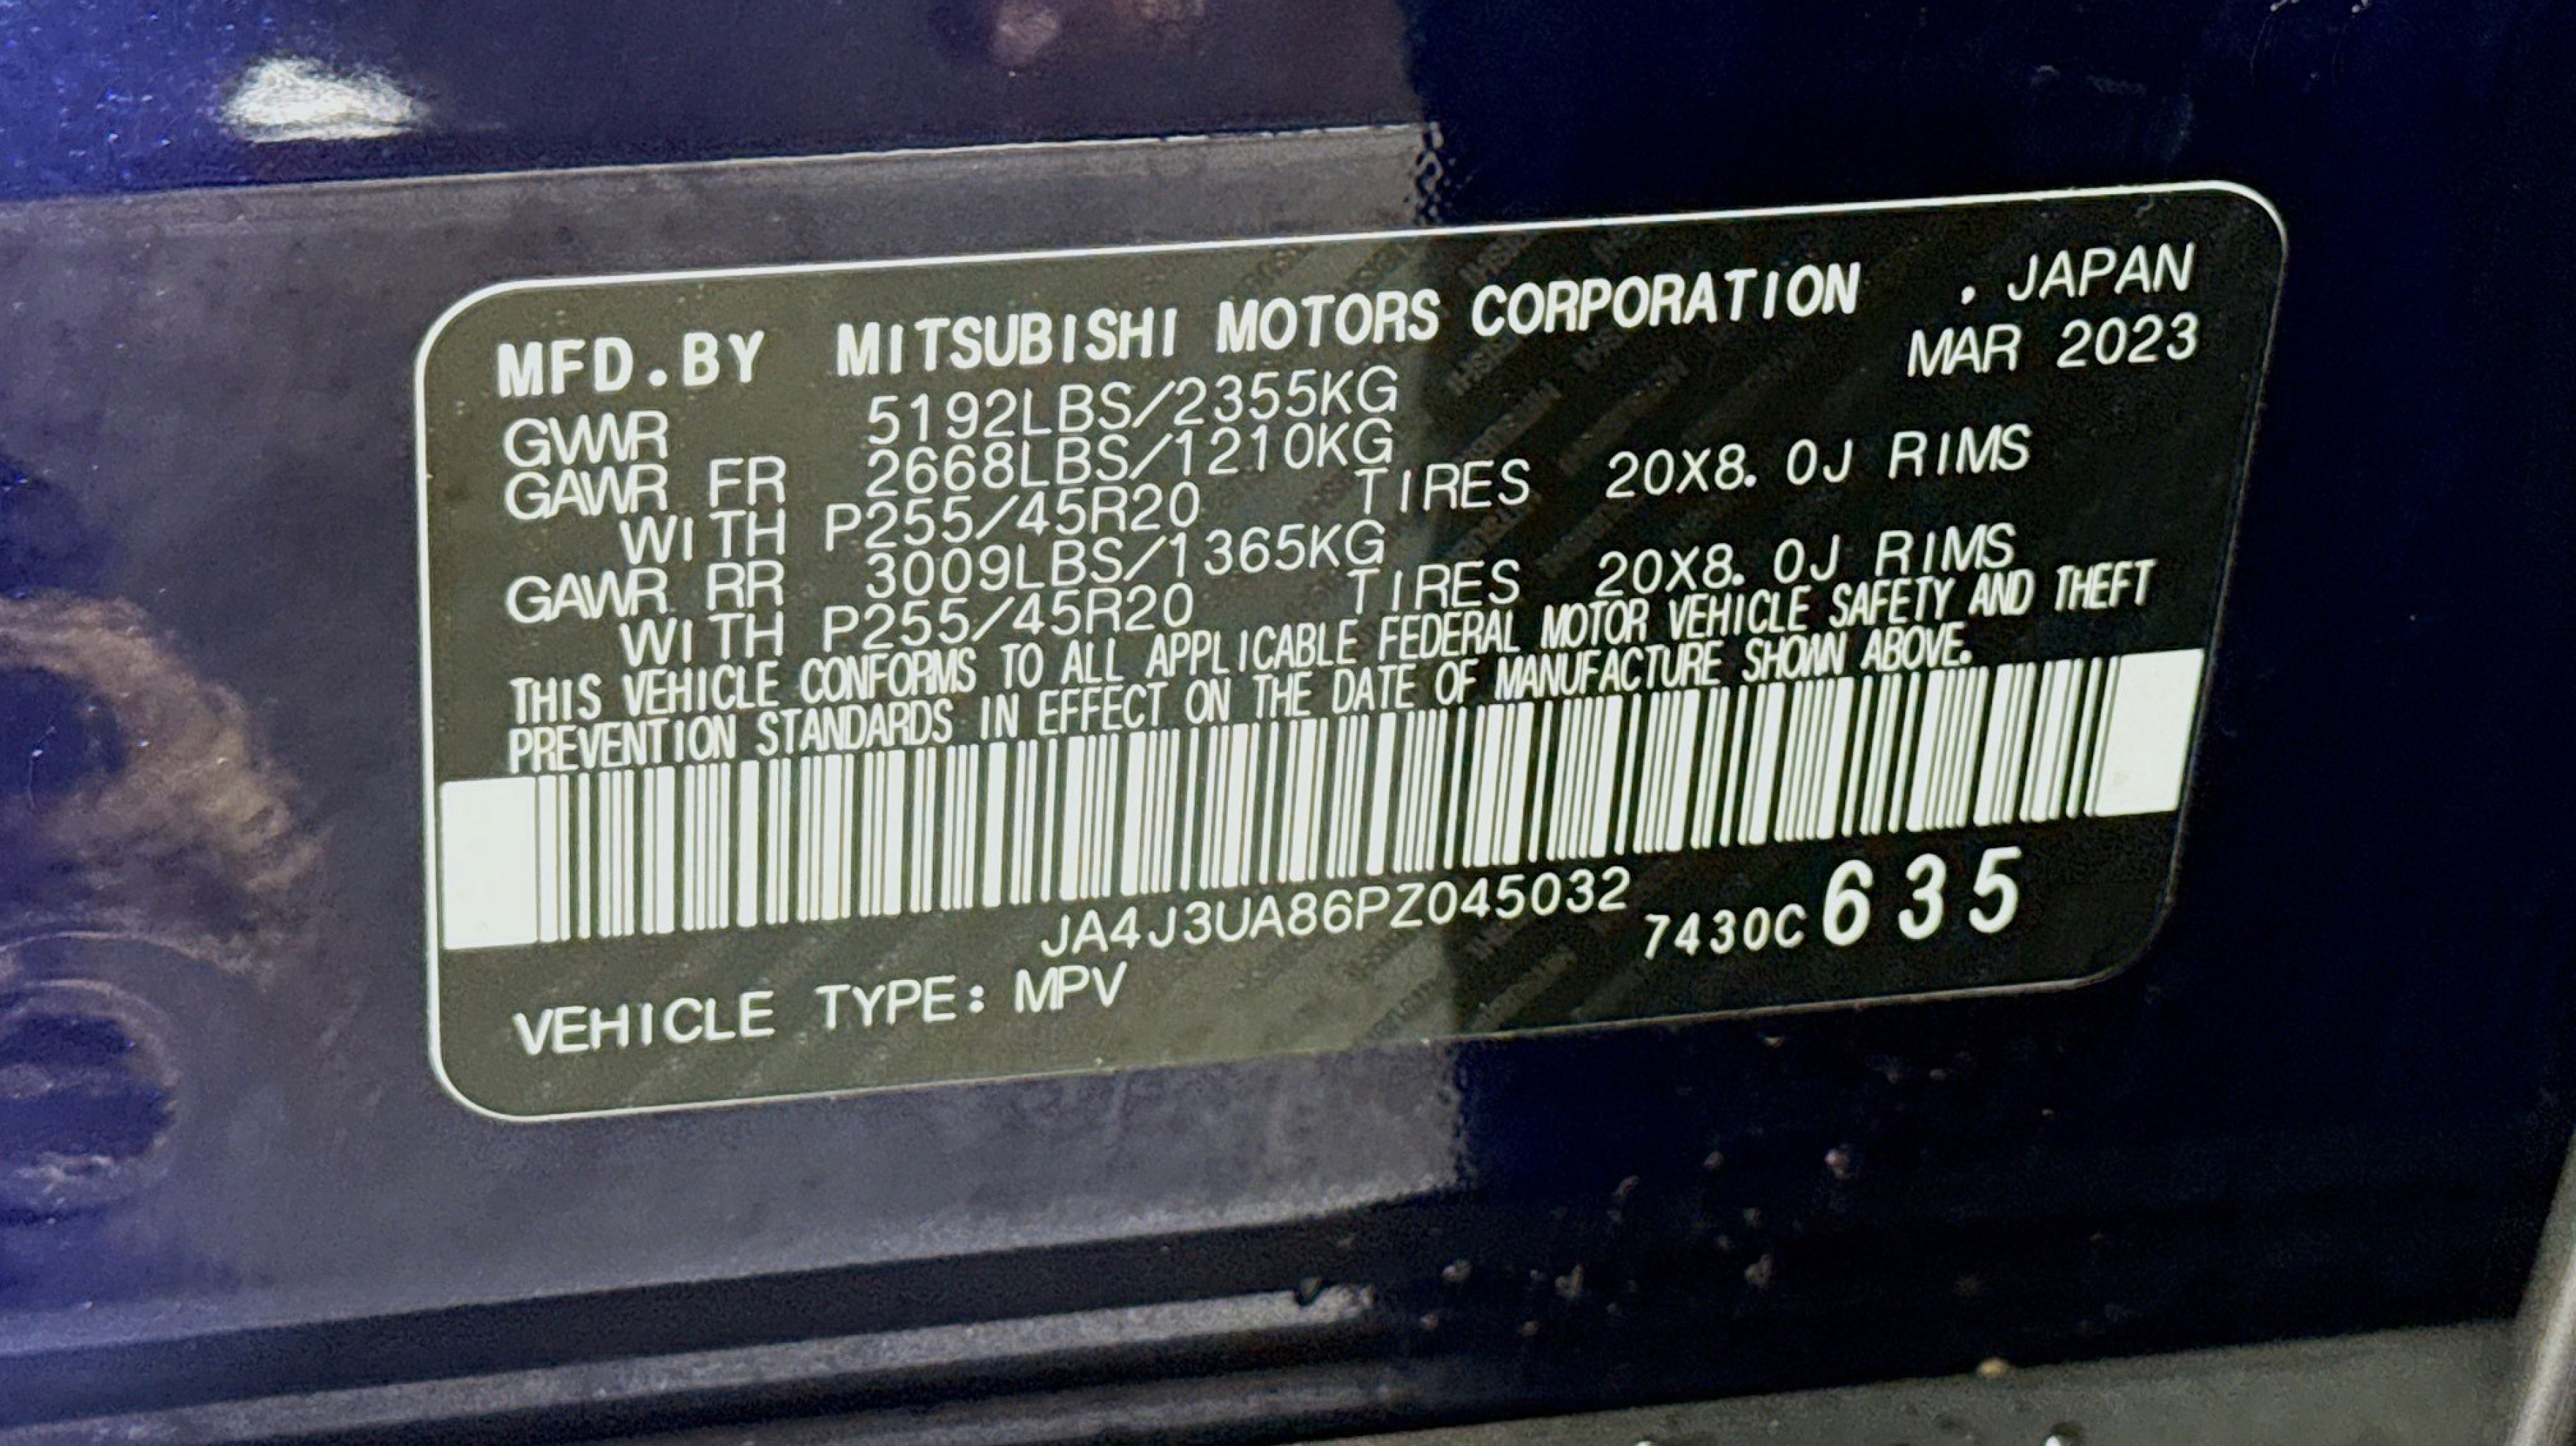 MFD.BY MITSUBISHI MOTORS CORPORATION , JAPAN
MAR 2023
GVWR 5192LBS/2355KG
GAWR FR 2668LBS/1210KG
WITH P255/45R20 TIRES 20X8.0J RIMS
GAWR RR 3009LBS/1365KG
WITH P255/45R20 TIRES 20X8.0J RIMS
THIS VEHICLE CONFORMS TO ALL APPLICABLE FEDERAL MOTOR VEHICLE SAFETY AND THEFT
PREVENTION STANDARDS IN EFFECT ON THE DATE OF MANUFACTURE SHOWN ABOVE.
JA4J3UA86PZ045032 7430C 635
VEHICLE TYPE: MPV